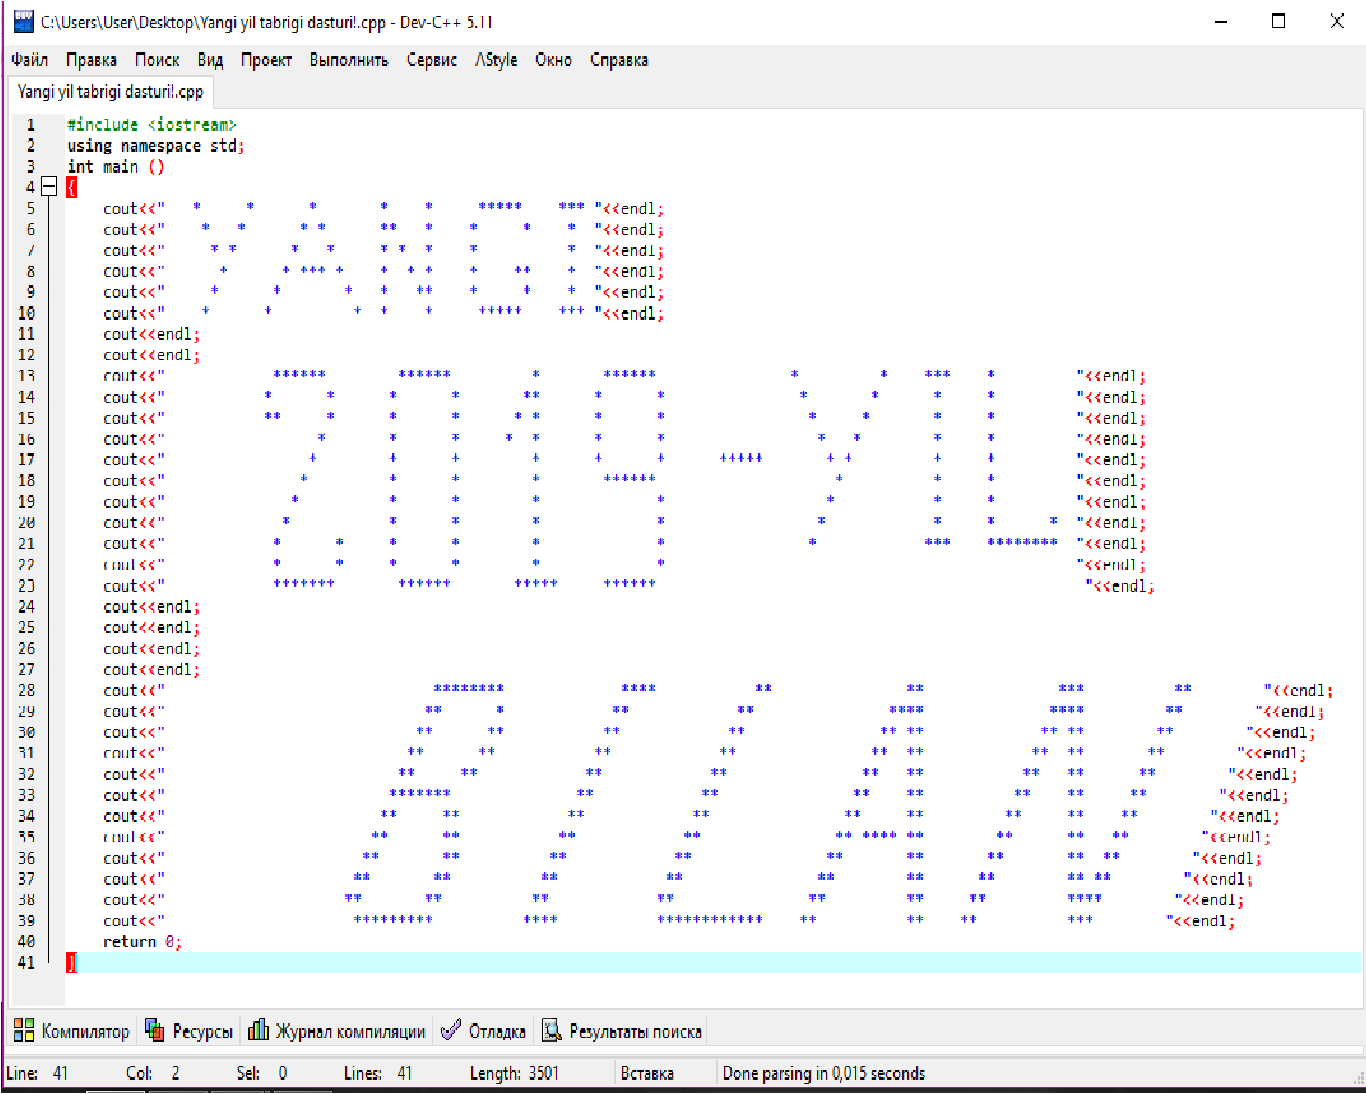 C:\Users\User\Desktop\Yangi yil tabrigi dasturi!.cpp - Dev-C++ 5.11
Файл Правка Поиск Вид Проект Выполнить Сервис AStyle Окно Справка
Yangi yil tabrigi dasturi!.cpp
1 #include <iostream>
2 using namespace std;
3 int main ()
4 {
5 cout<<"   *     *      *       *    *     *****    *** "<<endl;
6 cout<<"    *   *      * *      **   *    *     *    *  "<<endl;
7 cout<<"     * *      *   *     * *  *    *          *  "<<endl;
8 cout<<"      *      * *** *    *  * *    *    **    *  "<<endl;
9 cout<<"     *      *       *   *   **    *     *    *  "<<endl;
10 cout<<"    *      *         *  *    *     *****    *** "<<endl;
11 cout<<endl;
12 cout<<endl;
13 cout<<"            ******        ******         *       ******               *         *    ***    *         "<<endl;
14 cout<<"           *      *      *      *       **      *      *               *       *      *     *         "<<endl;
15 cout<<"           **     *      *      *      * *      *      *                *     *       *     *         "<<endl;
16 cout<<"                 *       *      *     *  *      *      *                 *   *        *     *         "<<endl;
17 cout<<"                *        *      *        *      *      *      *****       * *         *     *         "<<endl;
18 cout<<"               *         *      *        *       ******                    *          *     *         "<<endl;
19 cout<<"              *          *      *        *             *                  *           *     *         "<<endl;
20 cout<<"             *           *      *        *             *                 *            *     *      *  "<<endl;
21 cout<<"            *      *     *      *        *             *                *            ***    ********  "<<endl;
22 cout<<"            *      *     *      *        *             *                                              "<<endl;
23 cout<<"            *******       ******       *****     ******                                                "<<endl;
24 cout<<endl;
25 cout<<endl;
26 cout<<endl;
27 cout<<endl;
28 cout<<"                              ********             ****           **               **               ***          **        "<<endl;
29 cout<<"                             **      *            **            **               ****              ****      **        "<<endl;
30 cout<<"                            **      **           **            **               ** **             ** **     **        "<<endl;
31 cout<<"                           **      **           **            **               **  **            **  **    **        "<<endl;
32 cout<<"                          **     **            **            **               **   **           **   **   **        "<<endl;
33 cout<<"                         *******              **            **               **    **          **    **  **        "<<endl;
34 cout<<"                        **     **            **            **               **     **         **     ** **        "<<endl;
35 cout<<"                       **      **           **            **               ** **** **        **      ** **        "<<endl;
36 cout<<"                      **       **          **            **               **       **       **       ** **        "<<endl;
37 cout<<"                     **       **          **            **               **        **      **        ** **        "<<endl;
38 cout<<"                    **       **          **            **               **         **     **         ****        "<<endl;
39 cout<<"                     *********          ****           ************    **          **    **          ***        "<<endl;
40 return 0;
41 }
Компилятор Ресурсы Журнал компиляции Отладка Результаты поиска
Line: 41 Col: 2 Sel: 0 Lines: 41 Length: 3501 Вставка Done parsing in 0,015 seconds